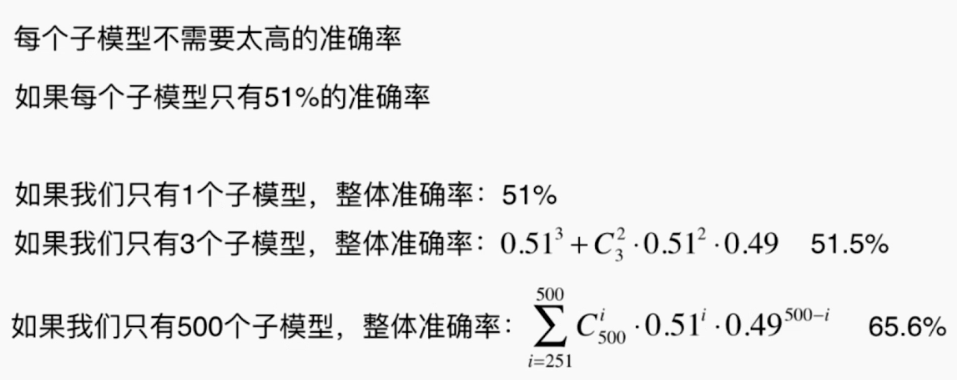 每个子模型不需要太高的准确率
如果每个子模型只有51%的准确率
如果我们只有1个子模型，整体准确率：51%
如果我们只有3个子模型，整体准确率：$0.51^3 + C_3^2 \cdot 0.51^2 \cdot 0.49$ 51.5%
如果我们只有500个子模型，整体准确率：$\sum_{i=251}^{500} C_{500}^i \cdot 0.51^i \cdot 0.49^{500-i}$ 65.6%